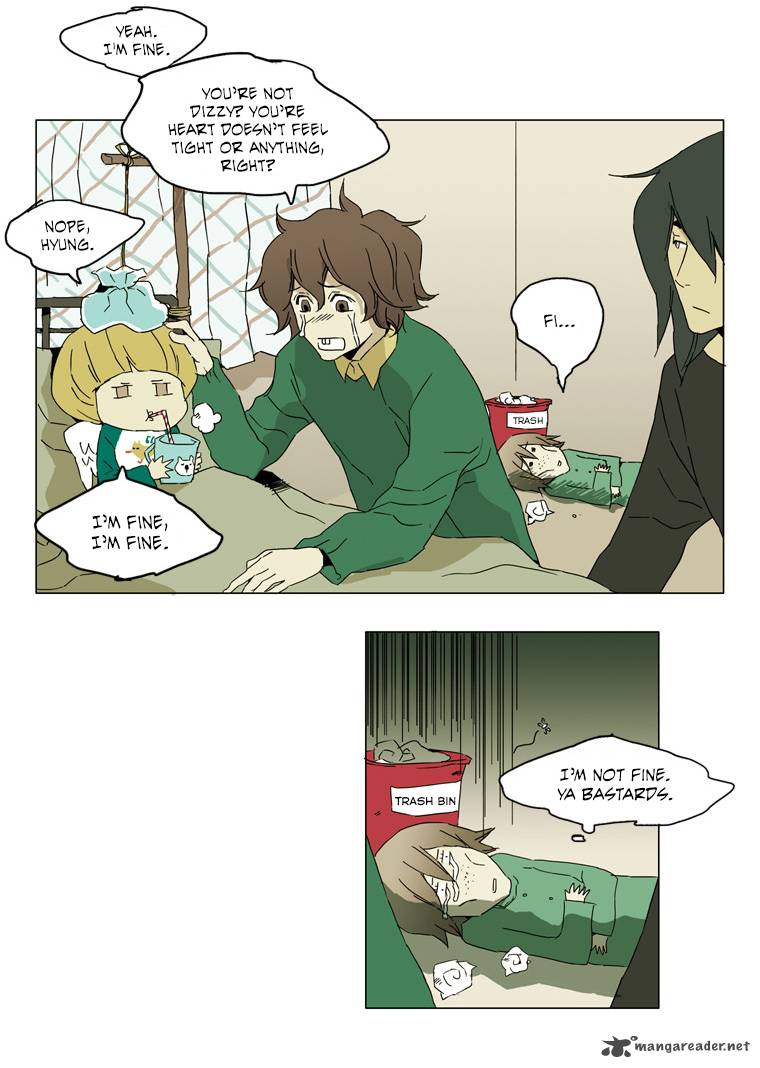 YEAH.
I'M FINE.
YOU'RE NOT
DIZZY? YOU'RE
HEART DOESN'T FEEL
TIGHT OR ANYTHING,
RIGHT?
NOPE,
HYUNG.
FI...
TRASH
I'M FINE,
I'M FINE.
I'M NOT FINE.
YA BASTARDS.
TRASH BIN
mangareader.net